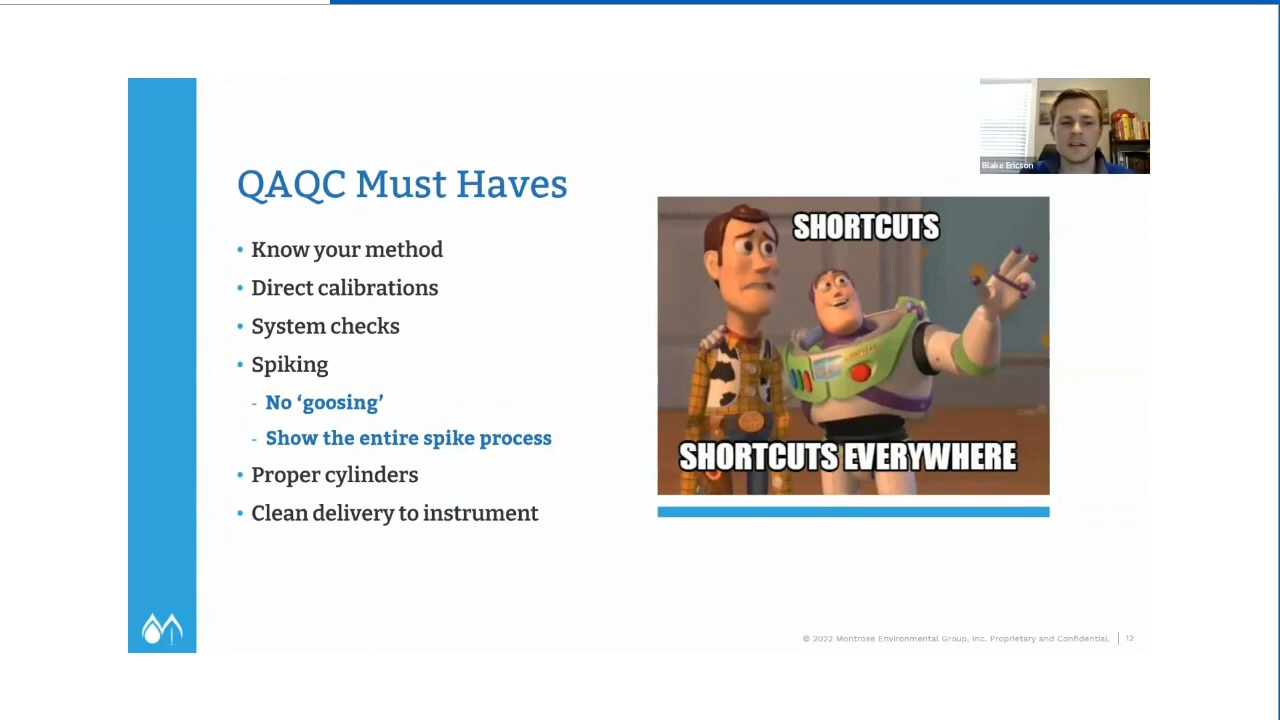 Blake Ericson
QAQC Must Haves
• Know your method
• Direct calibrations
• System checks
• Spiking
- No ‘goosing’
- Show the entire spike process
• Proper cylinders
• Clean delivery to instrument
SHORTCUTS
SHORTCUTS EVERYWHERE
© 2022 Montrose Environmental Group, Inc. Proprietary and Confidential.
12